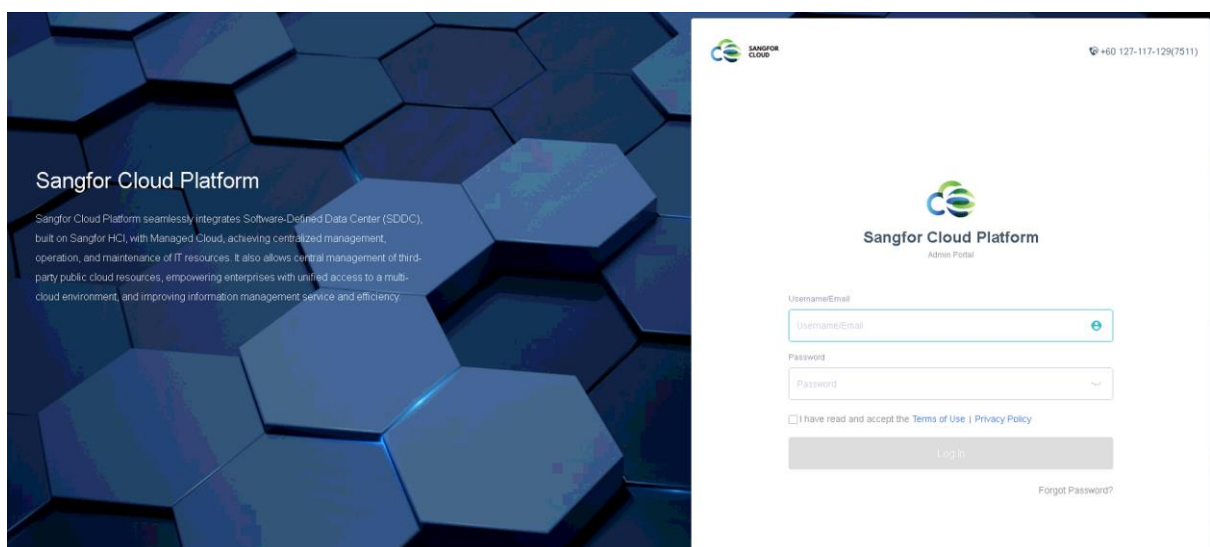 Sangfor Cloud Platform
Sangfor Cloud Platform seamlessly integrates Software-Defined Data Center (SDDC),
built on Sangfor HCI, with Managed Cloud, achieving centralized management,
operation, and maintenance of IT resources. It also allows central management of third-
party public cloud resources, empowering enterprises with unified access to a multi-
cloud environment, and improving information management service and efficiency.
SANGFOR
CLOUD
+60 127-117-129(7511)
Sangfor Cloud Platform
Admin Portal
Username/Email
Username/Email
Password
Password
I have read and accept the Terms of Use | Privacy Policy
Log In
Forgot Password?